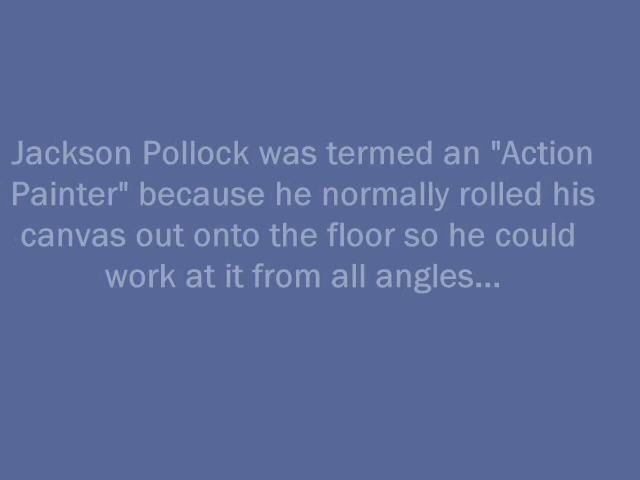 Jackson Pollock was termed an "Action
Painter" because he normally rolled his
canvas out onto the floor so he could
work at it from all angles...